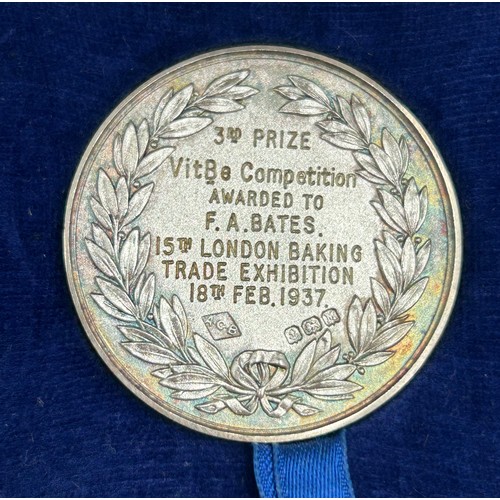 3RD PRIZE
VitBe Competition
AWARDED TO
F. A. BATES.
15TH LONDON BAKING
TRADE EXHIBITION
18TH FEB. 1937.